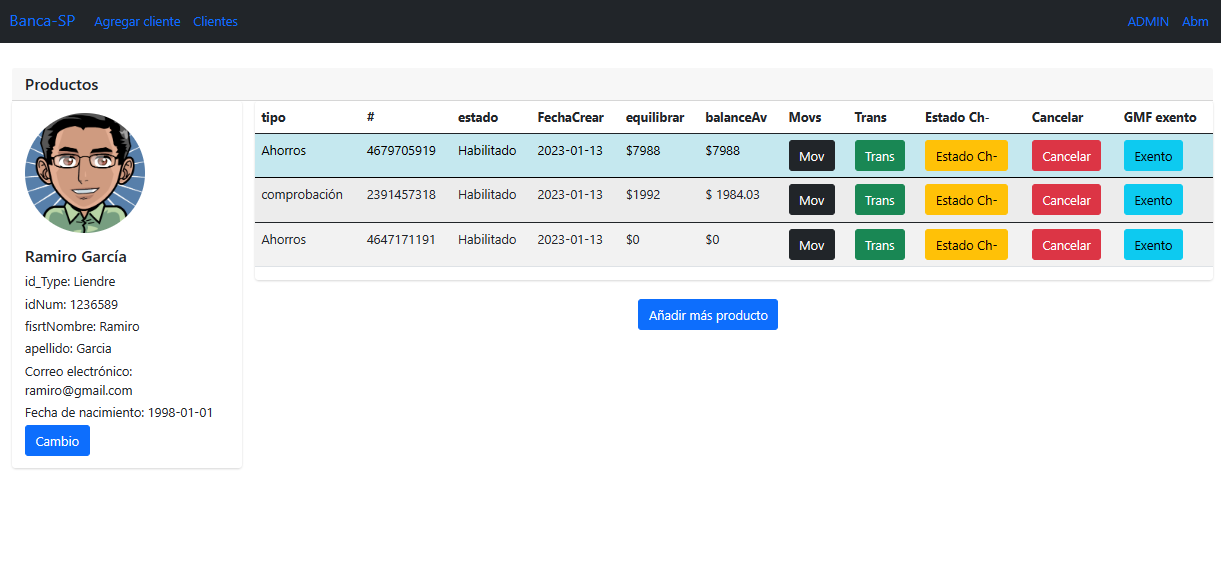 Banca-SP Agregar cliente Clientes ADMIN Abm
Productos
tipo # estado FechaCrear equilibrar balanceAv Movs Trans Estado Ch- Cancelar GMF exento
Ahorros 4679705919 Habilitado 2023-01-13 $7988 $7988 Mov Trans Estado Ch- Cancelar Exento
comprobación 2391457318 Habilitado 2023-01-13 $1992 $ 1984.03 Mov Trans Estado Ch- Cancelar Exento
Ahorros 4647171191 Habilitado 2023-01-13 $0 $0 Mov Trans Estado Ch- Cancelar Exento
Añadir más producto
Ramiro García
id_Type: Liendre
idNum: 1236589
fisrtNombre: Ramiro
apellido: Garcia
Correo electrónico:
ramiro@gmail.com
Fecha de nacimiento: 1998-01-01
Cambio